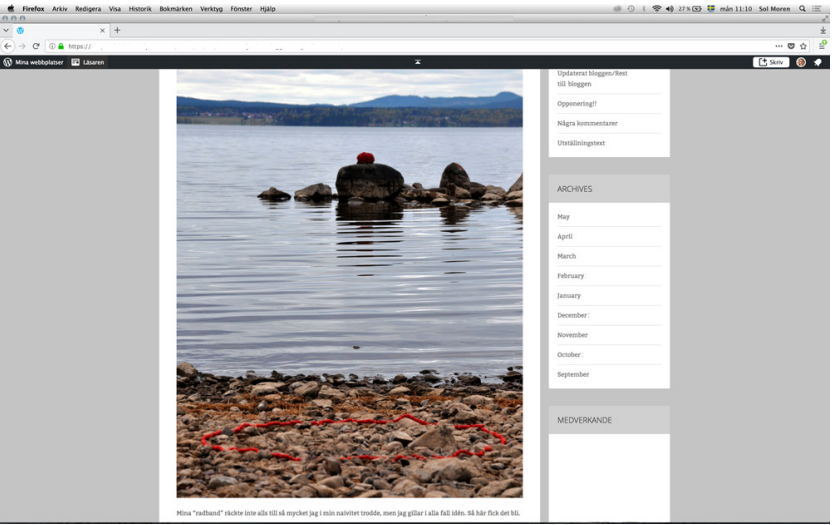 Firefox Arkiv Redigera Visa Historik Bokmärken Verktyg Fönster Hjälp 27 % mån 11:10 Sol Moren
https://
Mina webbplatser Läsaren Skriv
Updaterat bloggen/Rest
till bloggen
Opponering!!
Några kommentarer
Utställningstext
ARCHIVES
May
April
March
February
January
December
November
October
September
MEDVERKANDE
Mina "radband" räckte inte alls till så mycket jag i min naivitet trodde, men jag gillar i alla fall idén. Så här fick det bli.